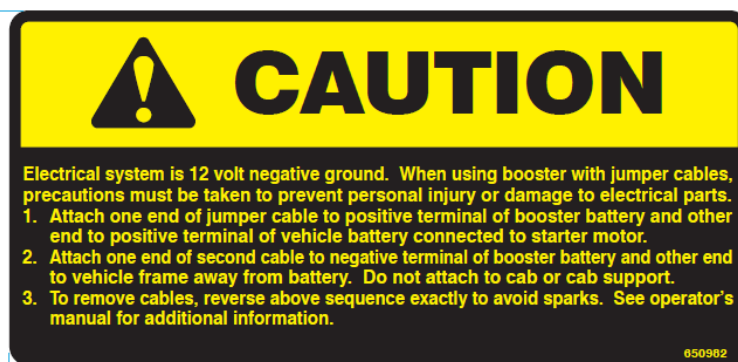 CAUTION
Electrical system is 12 volt negative ground. When using booster with jumper cables,
precautions must be taken to prevent personal injury or damage to electrical parts.
1. Attach one end of jumper cable to positive terminal of booster battery and other
end to positive terminal of vehicle battery connected to starter motor.
2. Attach one end of second cable to negative terminal of booster battery and other end
to vehicle frame away from battery. Do not attach to cab or cab support.
3. To remove cables, reverse above sequence exactly to avoid sparks. See operator's
manual for additional information.
650982